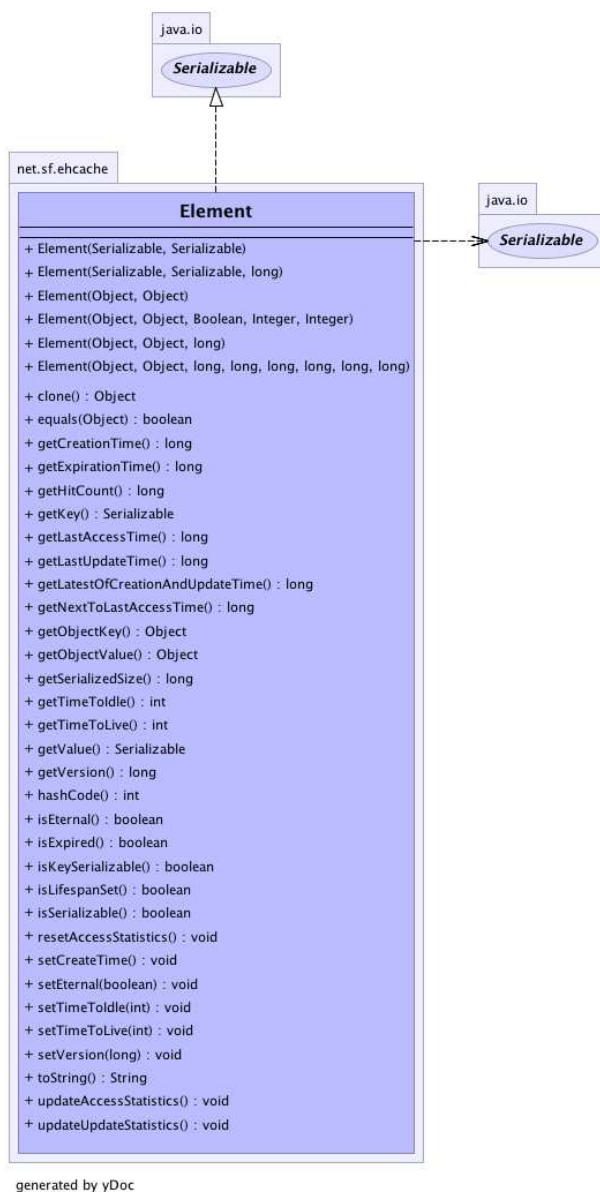 java.io
Serializable
net.sf.ehcache
Element
java.io
Serializable
+ Element(Serializable, Serializable)
+ Element(Serializable, Serializable, long)
+ Element(Object, Object)
+ Element(Object, Object, Boolean, Integer, Integer)
+ Element(Object, Object, long)
+ Element(Object, Object, long, long, long, long, long, long)
+ clone() : Object
+ equals(Object) : boolean
+ getCreationTime() : long
+ getExpirationTime() : long
+ getHitCount() : long
+ getKey() : Serializable
+ getLastAccessTime() : long
+ getLastUpdateTime() : long
+ getLatestOfCreationAndUpdateTime() : long
+ getNextToLastAccessTime() : long
+ getObjectKey() : Object
+ getObjectValue() : Object
+ getSerializedSize() : long
+ getTimeToIdle() : int
+ getTimeToLive() : int
+ getValue() : Serializable
+ getVersion() : long
+ hashCode() : int
+ isEternal() : boolean
+ isExpired() : boolean
+ isKeySerializable() : boolean
+ isLifespanSet() : boolean
+ isSerializable() : boolean
+ resetAccessStatistics() : void
+ setCreateTime() : void
+ setEternal(boolean) : void
+ setTimeToIdle(int) : void
+ setTimeToLive(int) : void
+ setVersion(long) : void
+ toString() : String
+ updateAccessStatistics() : void
+ updateUpdateStatistics() : void
generated by yDoc